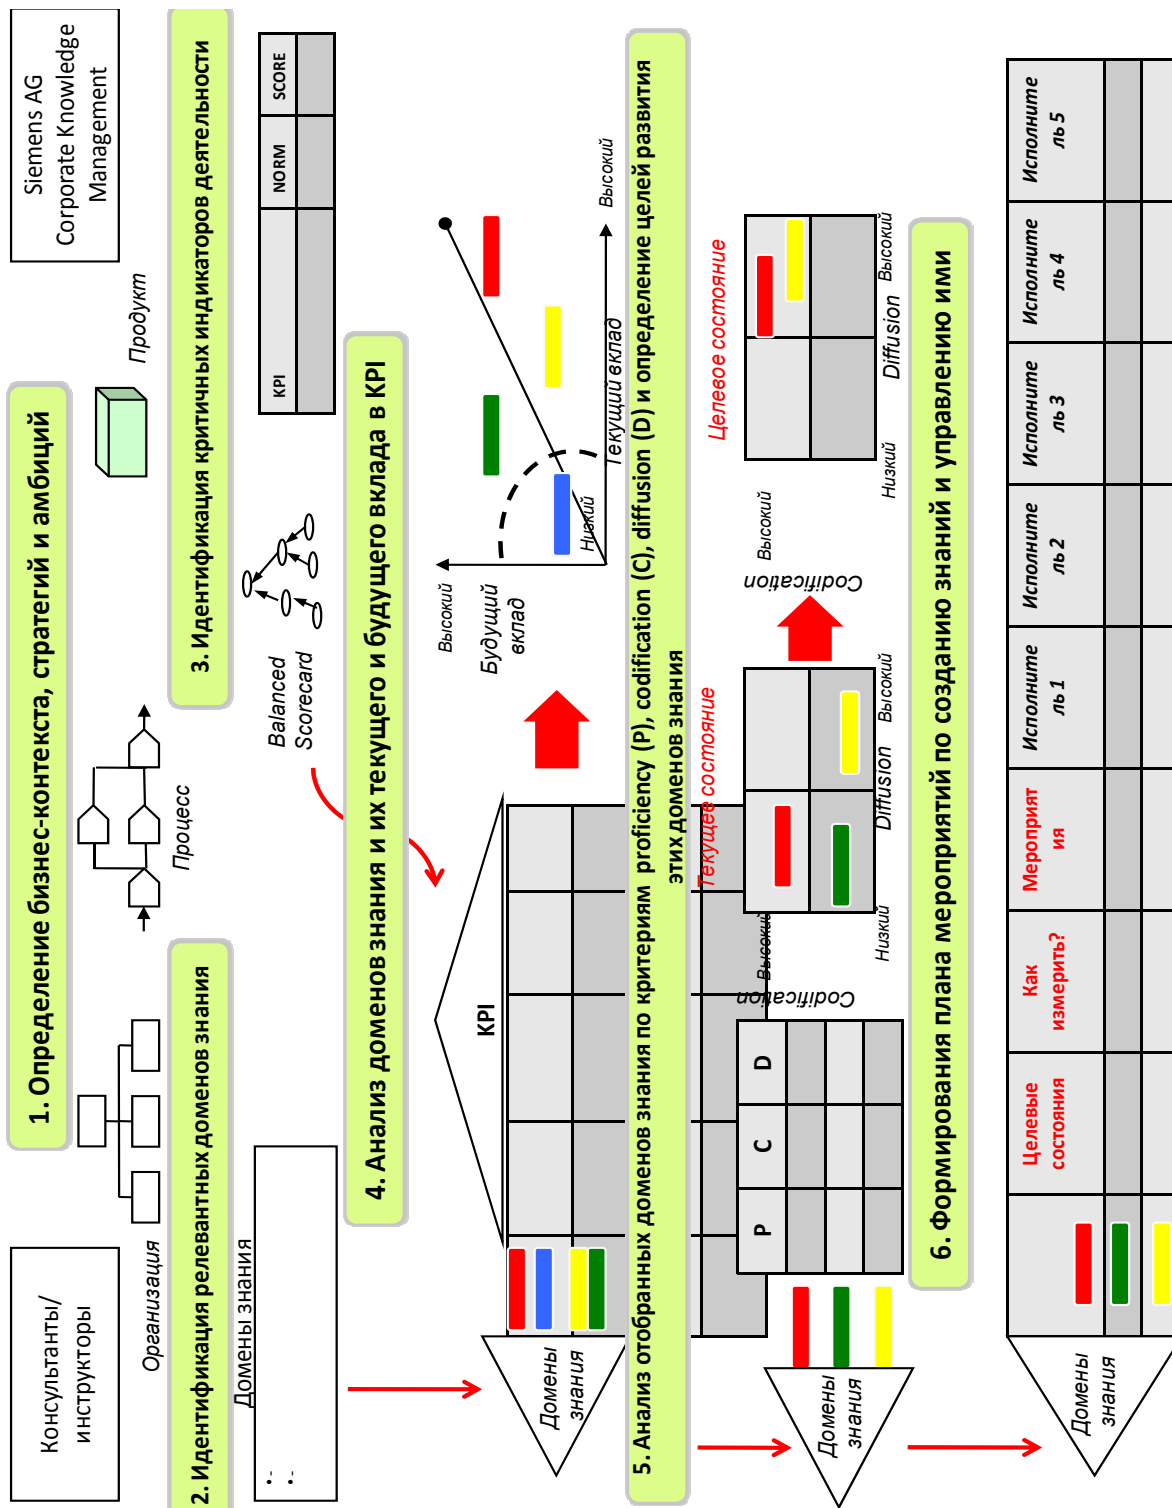 Консультанты/
инструкторы
1. Определение бизнес-контекста, стратегий и амбиций
Siemens AG
Corporate Knowledge
Management
Организация
Процесс
Продукт
2. Идентификация релевантных доменов знания
3. Идентификация критичных индикаторов деятельности
Домены знания
:-
:-
Balanced
Scorecard
KPI
NORM
SCORE
4. Анализ доменов знания и их текущего и будущего вклада в KPI
KPI
Домены
знания
Высокий
Будущий
вклад
Низкий
Текущий вклад
Высокий
5. Анализ отобранных доменов знания по критериям proficiency (P), codification (C), diffusion (D) и определение целей развития
этих доменов знания
Домены
знания
P
C
D
Текущее состояние
Высокий
Codification
Низкий
Diffusion
Высокий
Целевое состояние
Высокий
Codification
Низкий
Diffusion
Высокий
6. Формирования плана мероприятий по созданию знаний и управлению ими
Домены
знания
Целевые
состояния
Как
измерить?
Мероприят
ия
Исполните
ль 1
Исполните
ль 2
Исполните
ль 3
Исполните
ль 4
Исполните
ль 5